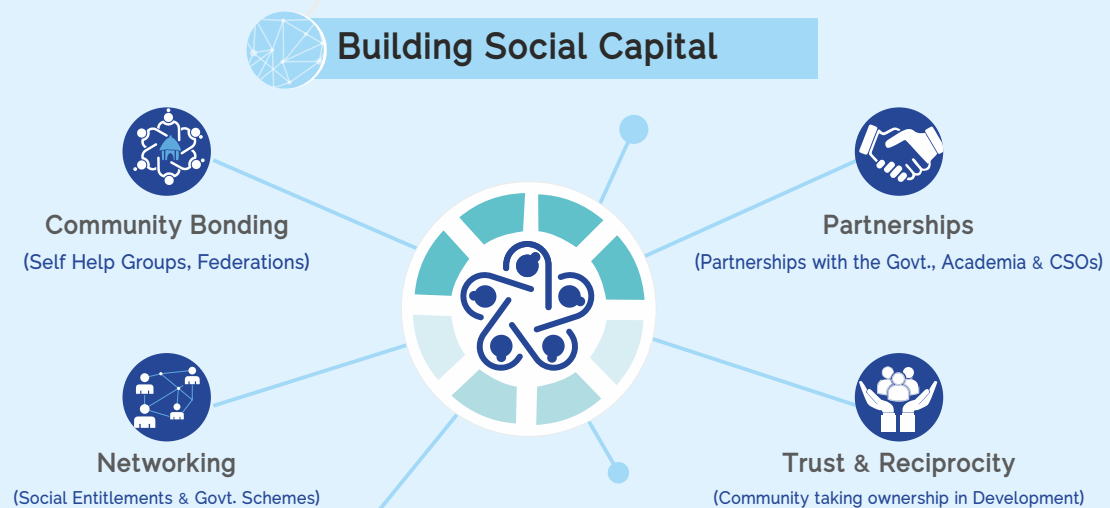 Building Social Capital
Community Bonding
(Self Help Groups, Federations)
Partnerships
(Partnerships with the Govt., Academia & CSOs)
Networking
(Social Entitlements & Govt. Schemes)
Trust & Reciprocity
(Community taking ownership in Development)